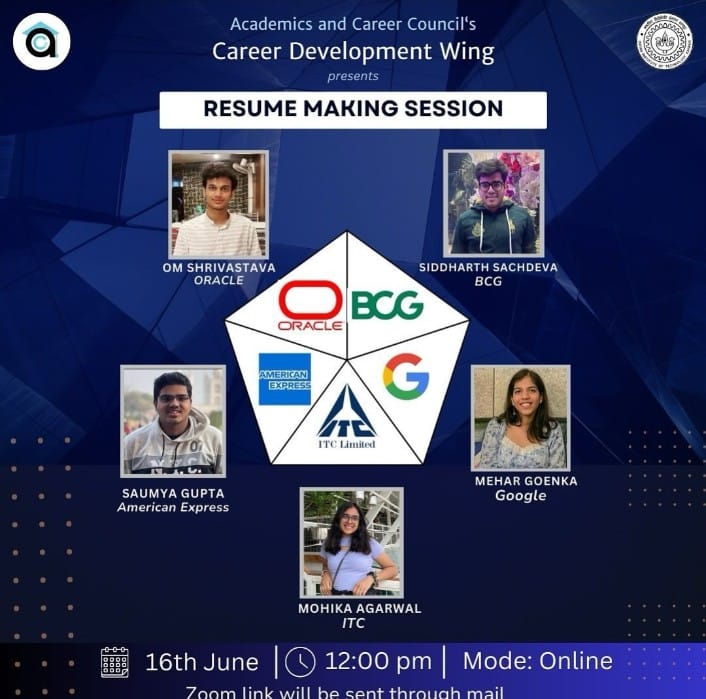 Academics and Career Council's
Career Development Wing
presents
RESUME MAKING SESSION
OM SHRIVASTAVA
ORACLE
SIDDHARTH SACHDEVA
BCG
ORACLE
BCG
AMERICAN
EXPRESS
G
ITC
ITC Limited
SAUMYA GUPTA
American Express
MEHAR GOENKA
Google
MOHIKA AGARWAL
ITC
16th June | 12:00 pm | Mode: Online
Zoom link will be sent through mail